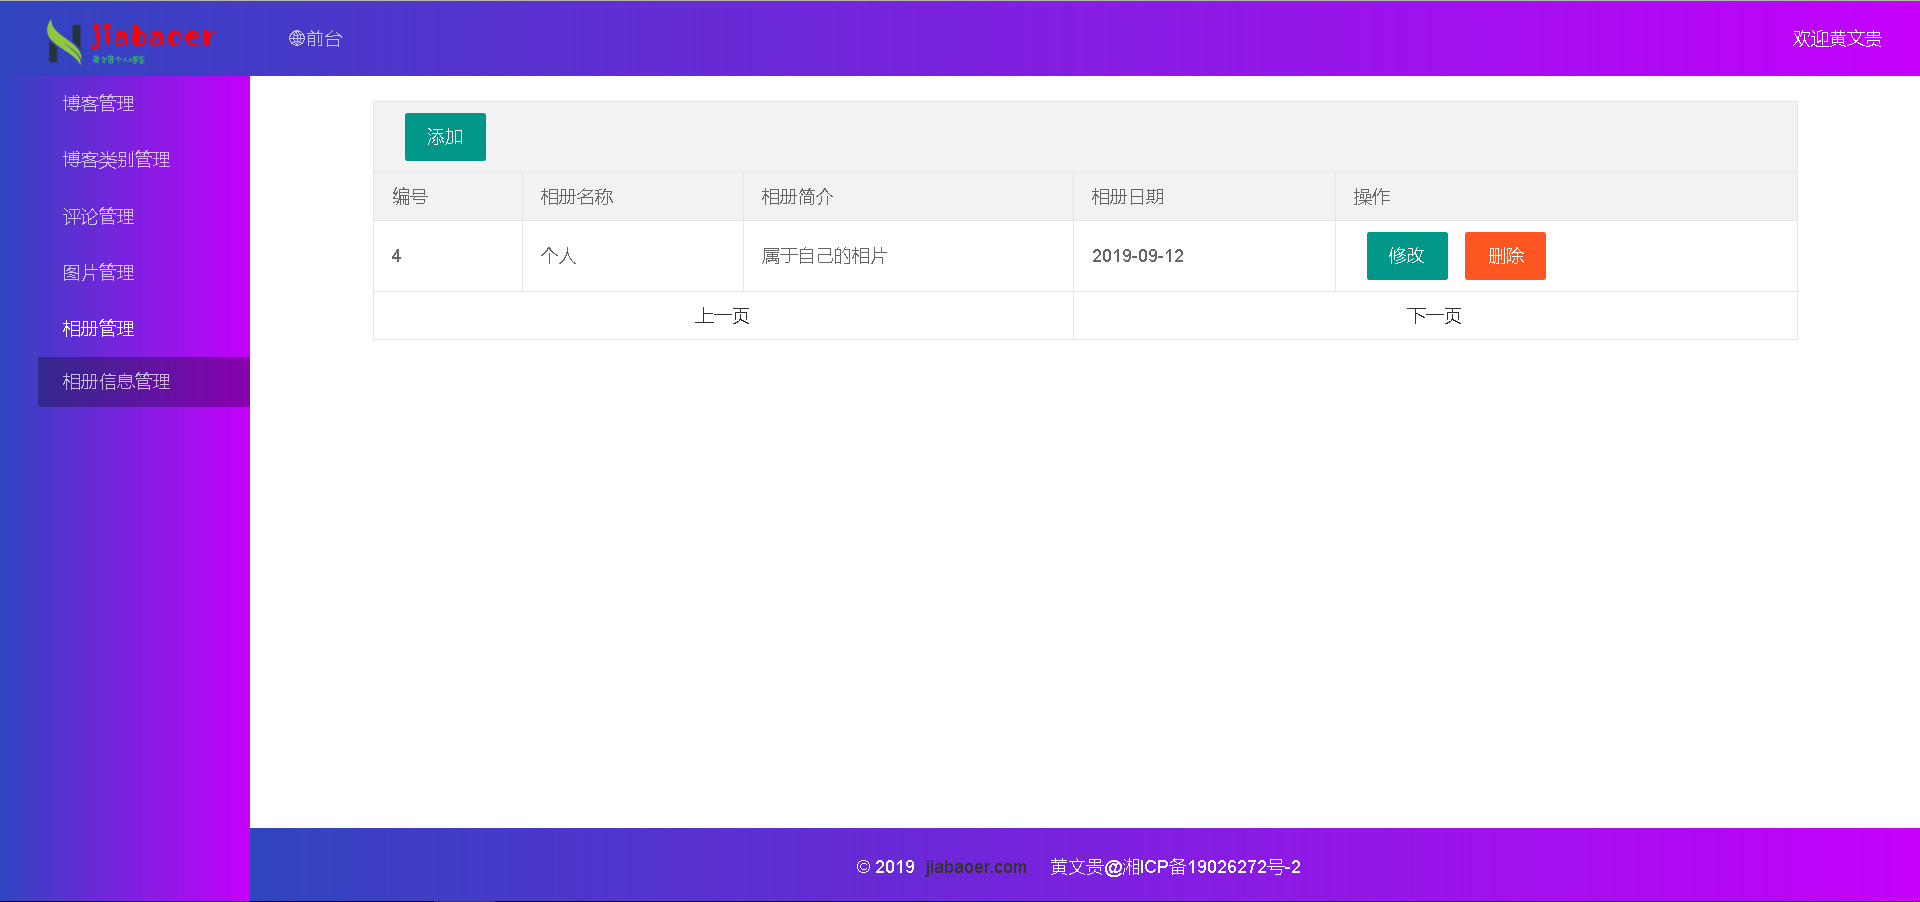 jiabaoer
前台
欢迎黄文贵
博客管理
博客类别管理
评论管理
图片管理
相册管理
相册信息管理
添加
编号 相册名称 相册简介 相册日期 操作
4 个人 属于自己的相片 2019-09-12 修改 删除
上一页 下一页
© 2019 jiabaoer.com 黄文贵@湘ICP备19026272号-2